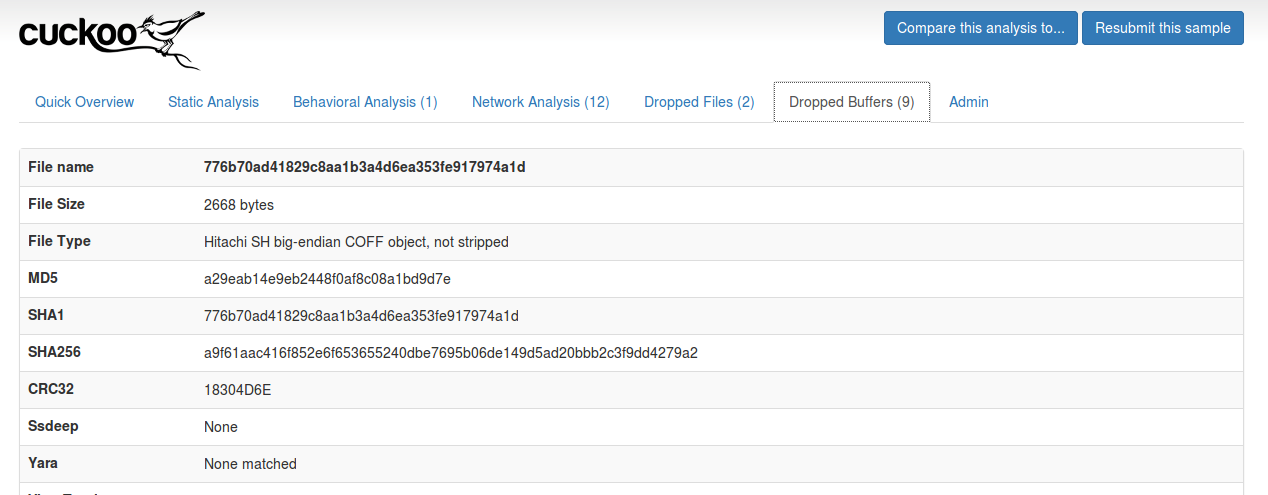 cuckoo
Compare this analysis to... Resubmit this sample
Quick Overview Static Analysis Behavioral Analysis (1) Network Analysis (12) Dropped Files (2) Dropped Buffers (9) Admin
File name 776b70ad41829c8aa1b3a4d6ea353fe917974a1d
File Size 2668 bytes
File Type Hitachi SH big-endian COFF object, not stripped
MD5 a29eab14e9eb2448f0af8c08a1bd9d7e
SHA1 776b70ad41829c8aa1b3a4d6ea353fe917974a1d
SHA256 a9f61aac416f852e6f653655240dbe7695b06de149d5ad20bbb2c3f9dd4279a2
CRC32 18304D6E
Ssdeep None
Yara None matched